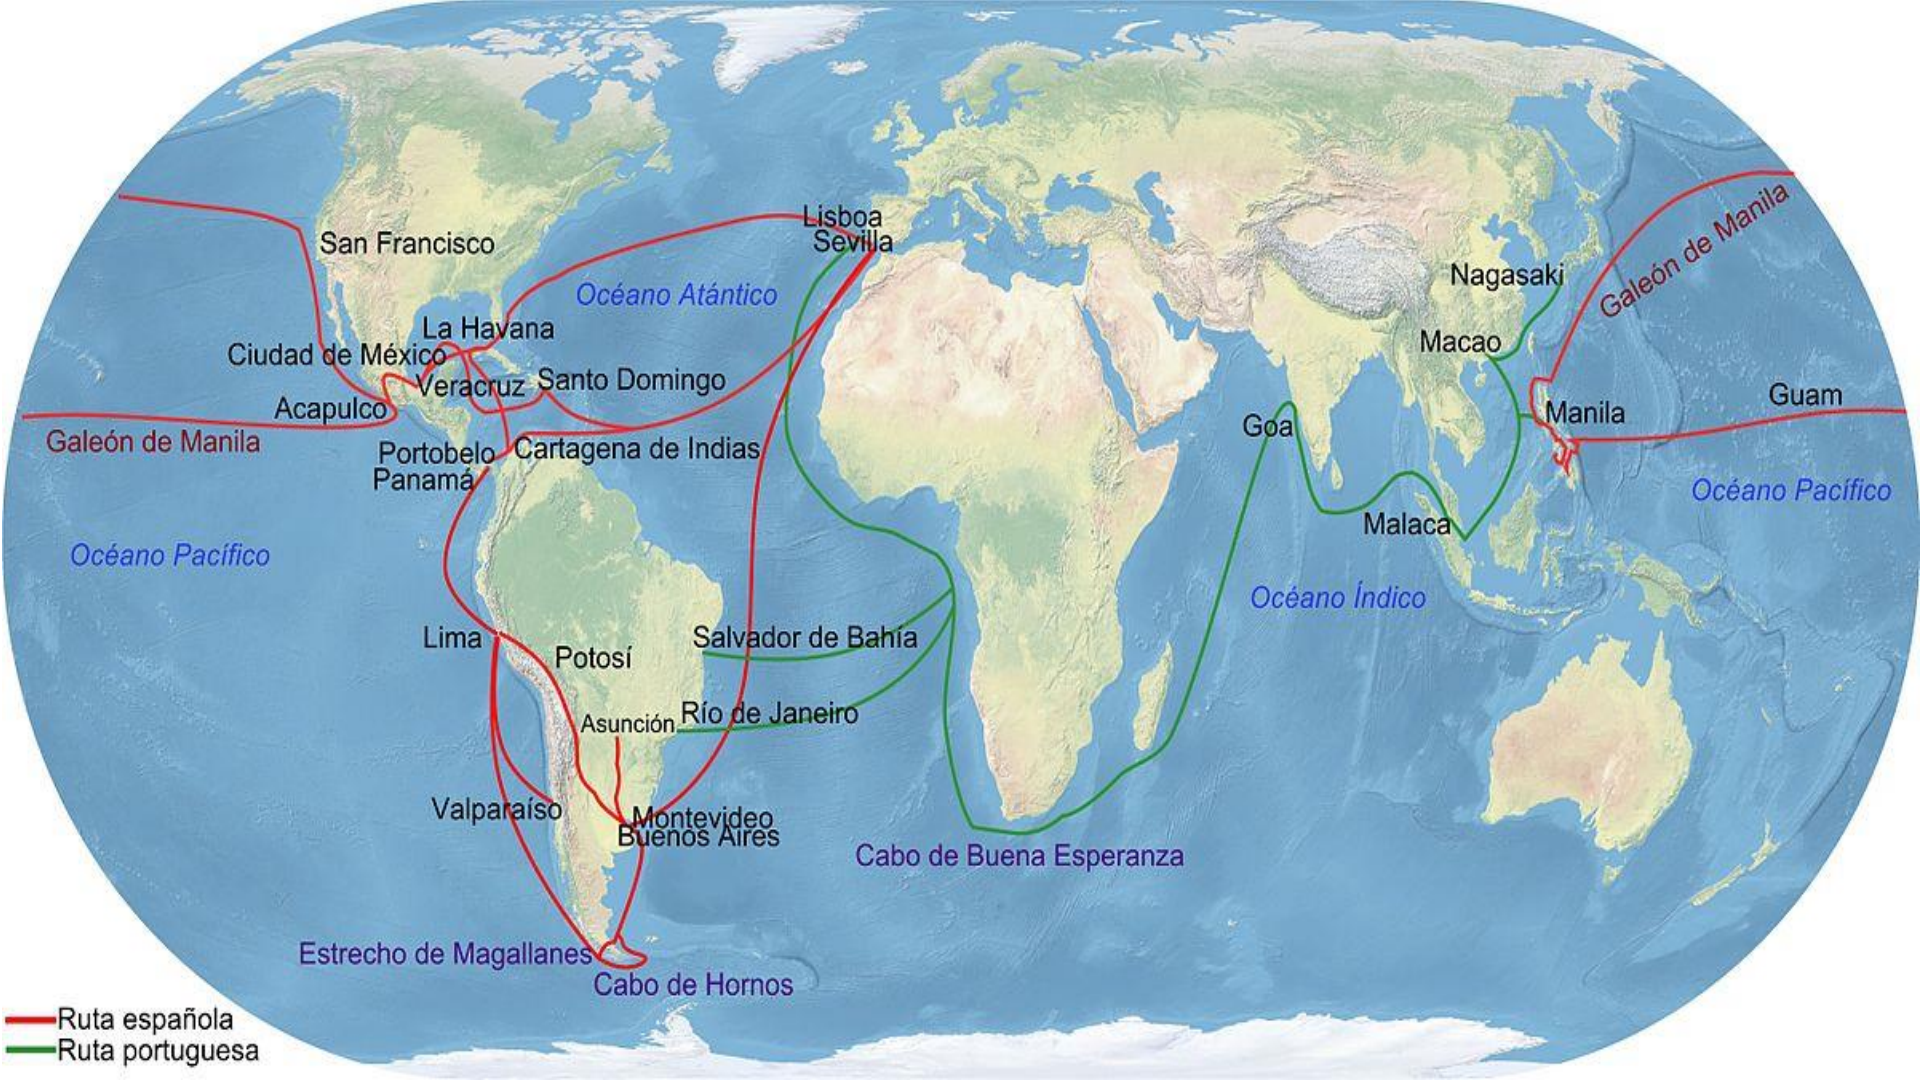 Lisboa
Sevilla
San Francisco
Océano Atántico
Nagasaki
Galeón de Manila
La Havana
Macao
Ciudad de México
Veracruz
Santo Domingo
Acapulco
Guam
Manila
Galeón de Manila
Goa
Portobelo
Cartagena de Indias
Panamá
Océano Pacífico
Malaca
Océano Pacífico
Océano Índico
Lima
Salvador de Bahía
Potosí
Asunción
Río de Janeiro
Valparaíso
Montevideo
Buenos Aires
Cabo de Buena Esperanza
Estrecho de Magallanes
Cabo de Hornos
Ruta española
Ruta portuguesa